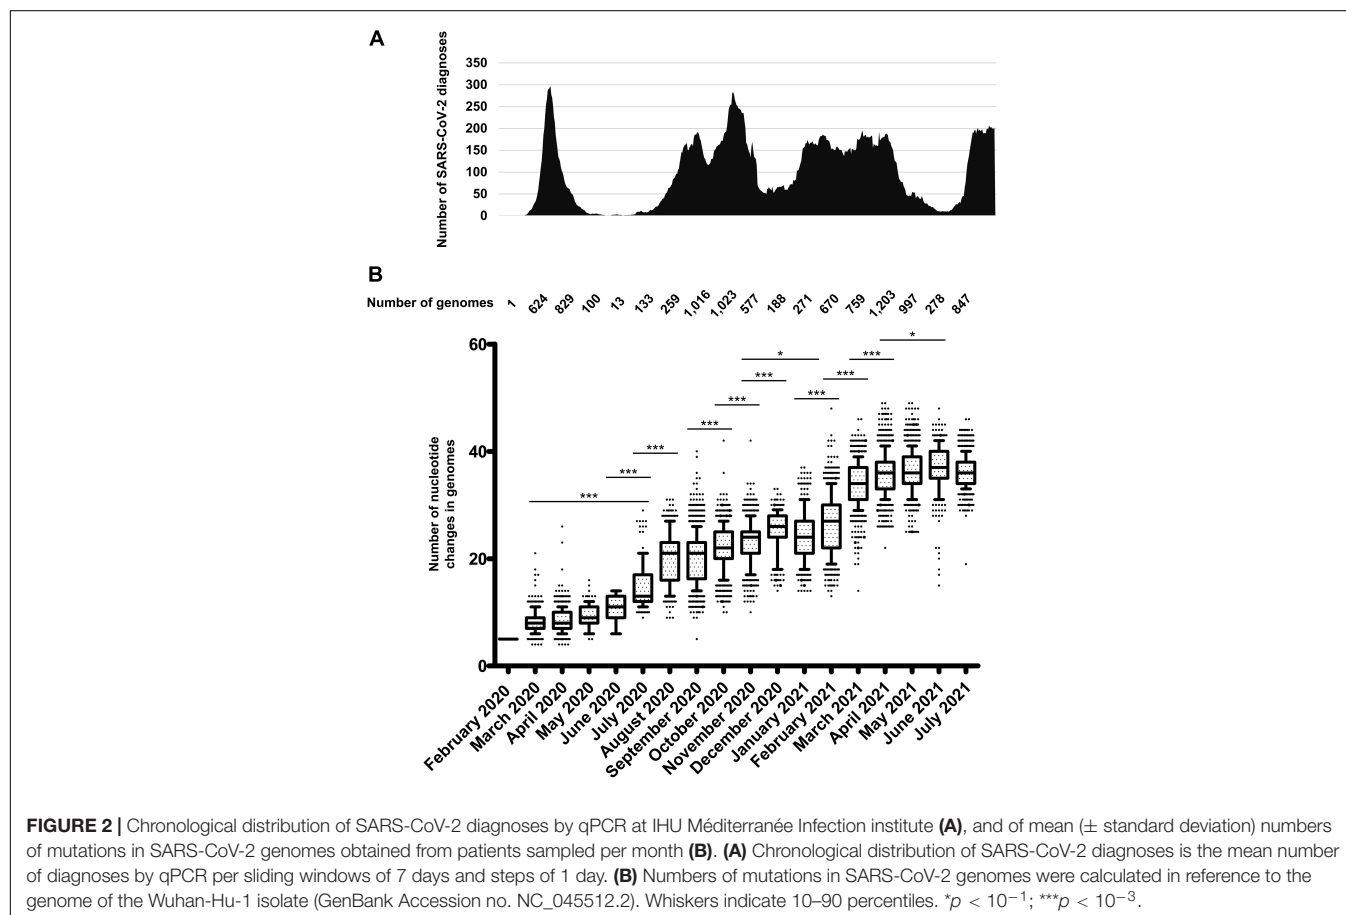 A
Number of SARS-CoV-2 diagnoses
350
300
250
200
150
100
50
0
B
Number of genomes 1 624 829 100 13 133 259 1,016 1,023 577 188 271 670 759 1,203 997 278 847
Number of nucleotide
changes in genomes
60
40
20
0
*
*
***
***
***
***
***
***
***
***
***
***
February 2020
March 2020
April 2020
May 2020
June 2020
July 2020
August 2020
September 2020
October 2020
November 2020
December 2020
January 2021
February 2021
March 2021
April 2021
May 2021
June 2021
July 2021
FIGURE 2 | Chronological distribution of SARS-CoV-2 diagnoses by qPCR at IHU Méditerranée Infection institute (A), and of mean (± standard deviation) numbers
of mutations in SARS-CoV-2 genomes obtained from patients sampled per month (B). (A) Chronological distribution of SARS-CoV-2 diagnoses is the mean number
of diagnoses by qPCR per sliding windows of 7 days and steps of 1 day. (B) Numbers of mutations in SARS-CoV-2 genomes were calculated in reference to the
genome of the Wuhan-Hu-1 isolate (GenBank Accession no. NC_045512.2). Whiskers indicate 10–90 percentiles. *p < 10⁻¹; ***p < 10⁻³.